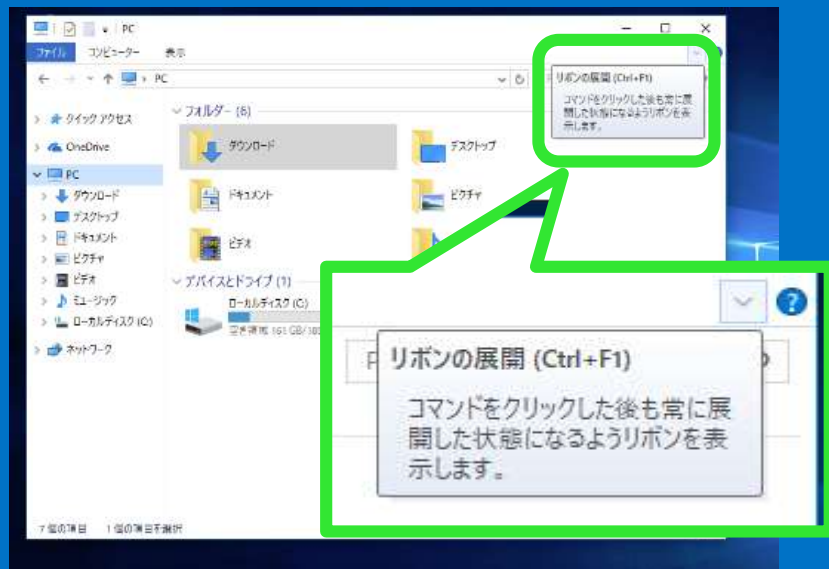 PC
ファイル コンピューター 表示
PC
クイック アクセス
OneDrive
PC
ダウンロード
デスクトップ
ドキュメント
ピクチャ
ビデオ
ミュージック
ローカルディスク (C)
ネットワーク
フォルダー (6)
ダウンロード
デスクトップ
ドキュメント
ピクチャ
ビデオ
デバイスとドライブ (1)
ローカルディスク (C)
空き領域 161 GB/
リボンの展開 (Ctrl+F1)
コマンドをクリックした後も常に展
開した状態になるようリボンを表
示します。
リボンの展開 (Ctrl+F1)
コマンドをクリックした後も常に展
開した状態になるようリボンを表
示します。
7 個の項目 1 個の項目を選択